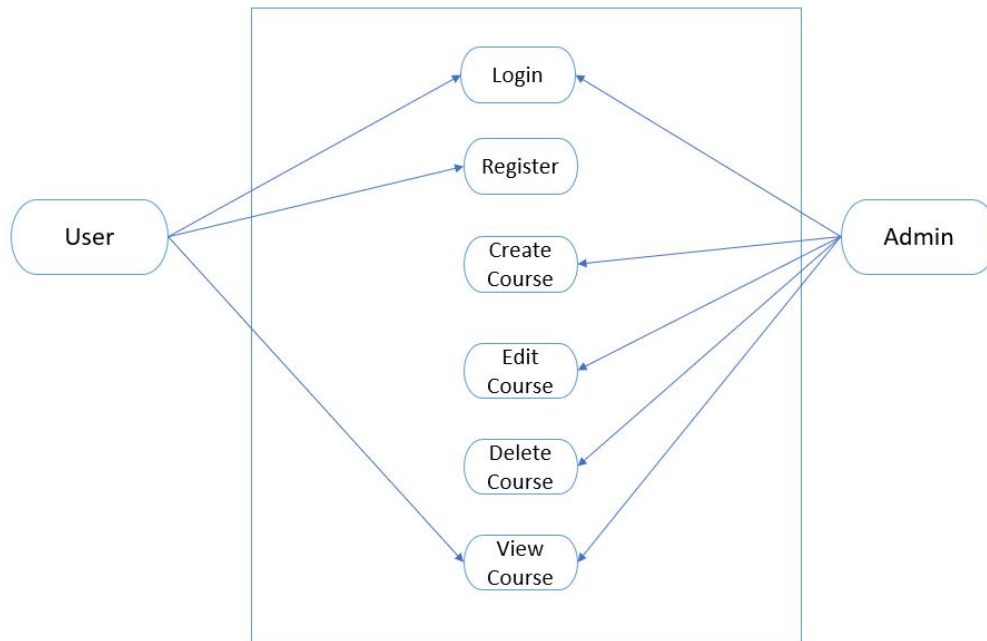 Login
Register
User
Admin
Create
Course
Edit
Course
Delete
Course
View
Course